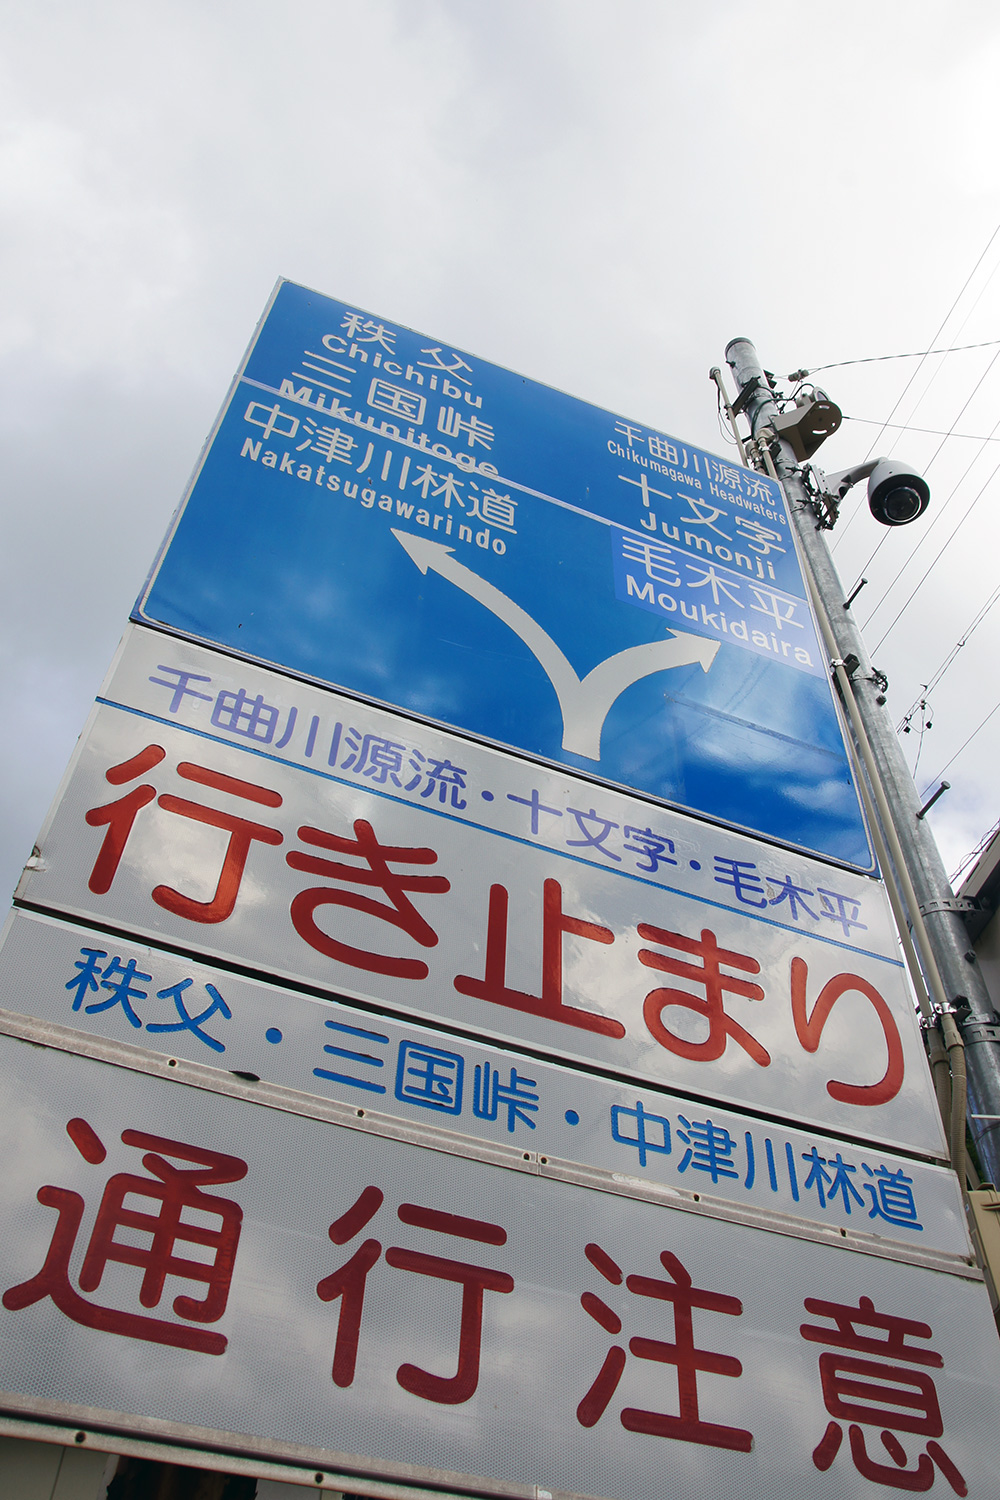 秩父
Chichibu
三国峠
Mikunitoge
中津川林道
Nakatsugawarindo
千曲川源流
Chikumagawa Headwaters
十文字
Jumonji
毛木平
Moukidaira
千曲川源流・十文字・毛木平
行き止まり
秩父・三国峠・中津川林道
通行注意